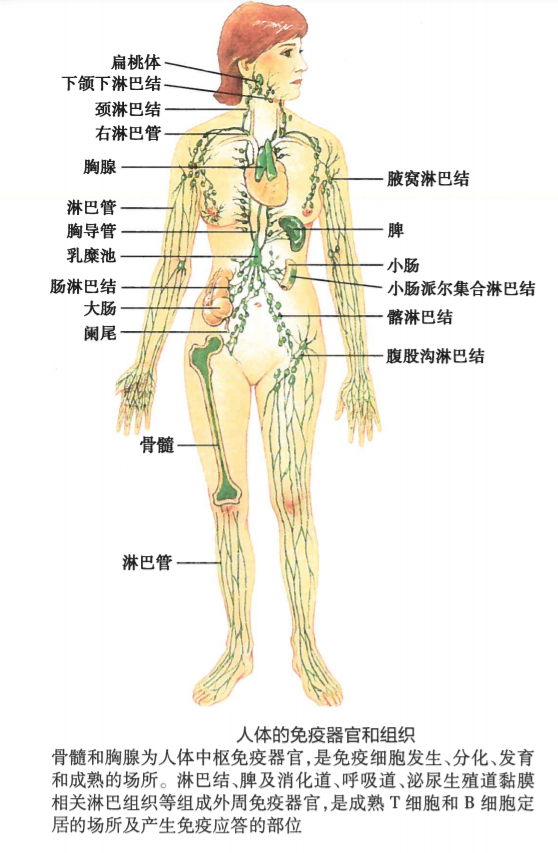 扁桃体
下颌下淋巴结
颈淋巴结
右淋巴管
胸腺
腋窝淋巴结
淋巴管
胸导管
脾
乳糜池
小肠
肠淋巴结
小肠派尔集合淋巴结
大肠
髂淋巴结
阑尾
腹股沟淋巴结
骨髓
淋巴管
人体的免疫器官和组织
骨髓和胸腺为人体中枢免疫器官,是免疫细胞发生、分化、发育
和成熟的场所。淋巴结、脾及消化道、呼吸道、泌尿生殖道黏膜
相关淋巴组织等组成外周免疫器官,是成熟 T 细胞和 B 细胞定
居的场所及产生免疫应答的部位